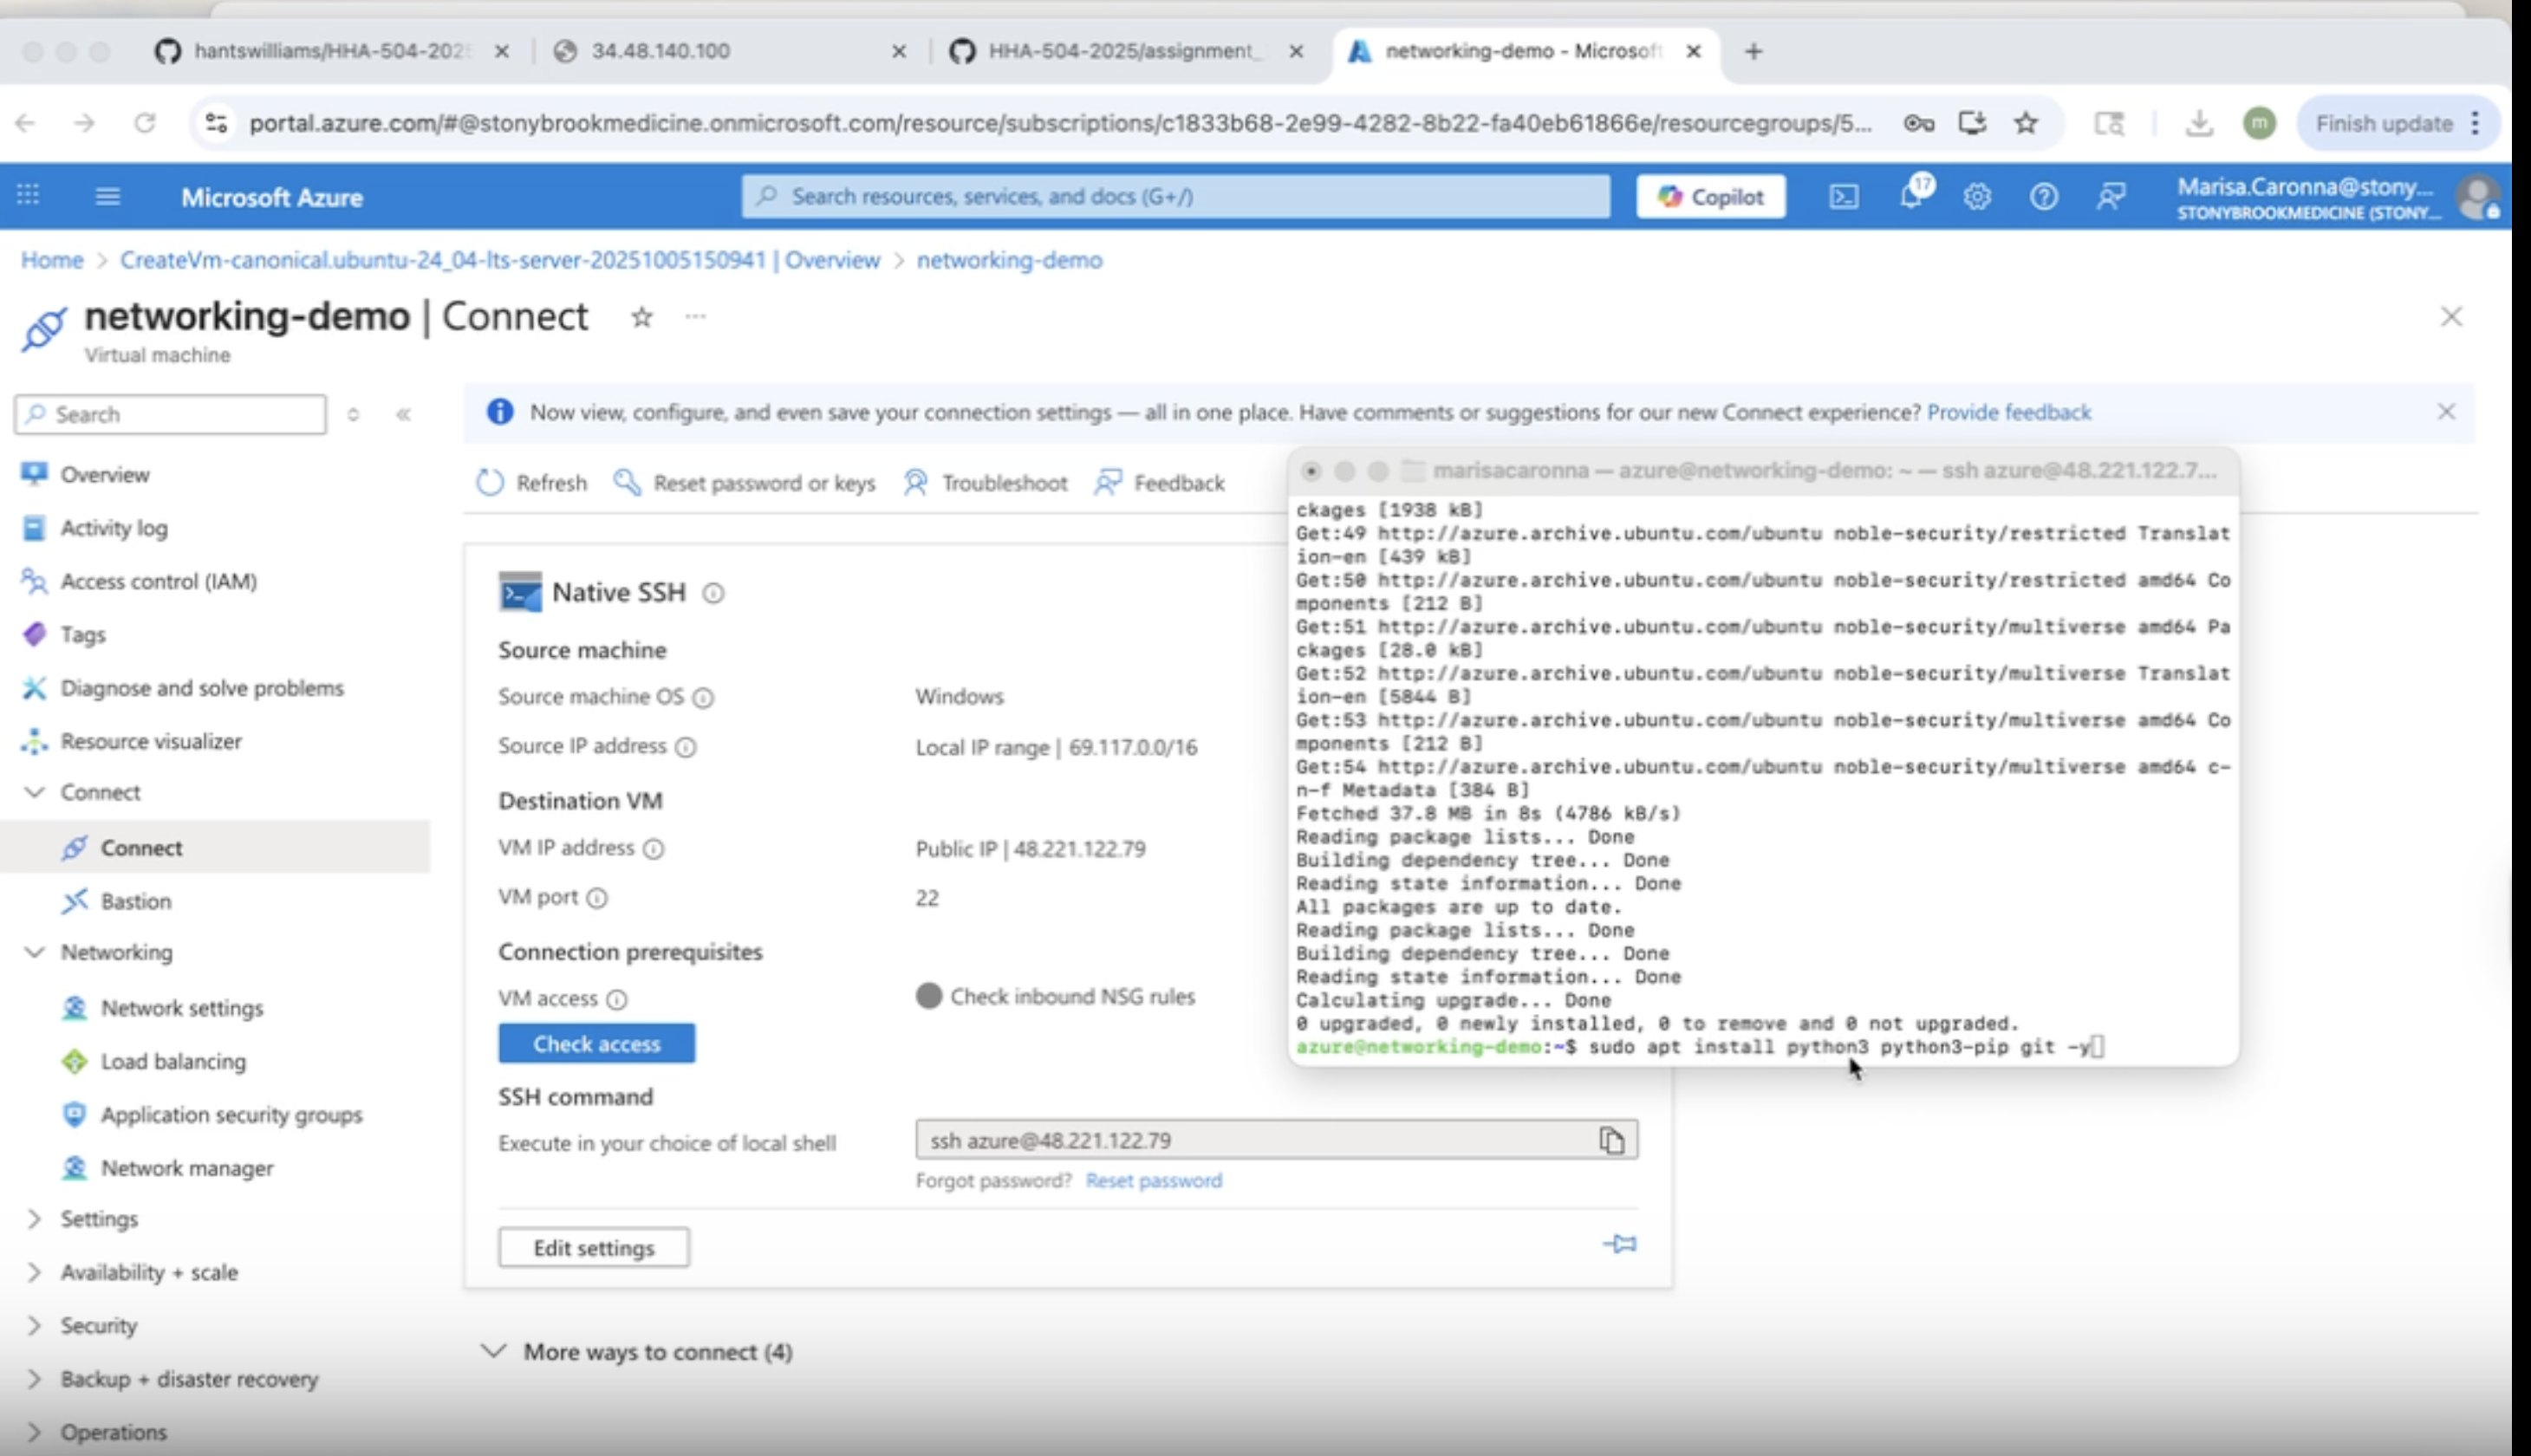 hantswilliams/HHA-504-202
34.48.140.100
HHA-504-2025/assignment_
networking-demo - Microsoft
portal.azure.com/#@stonybrookmedicine.onmicrosoft.com/resource/subscriptions/c1833b68-2e99-4282-8b22-fa40eb61866e/resourcegroups/5...
m
Finish update
Microsoft Azure
Search resources, services, and docs (G+/)
Copilot
17
Marisa.Caronna@stony...
STONYBROOKMEDICINE (STONY...
Home > CreateVm-canonical.ubuntu-24_04-lts-server-20251005150941 | Overview > networking-demo
networking-demo | Connect
Virtual machine
Search
Now view, configure, and even save your connection settings — all in one place. Have comments or suggestions for our new Connect experience? Provide feedback
Overview
Activity log
Access control (IAM)
Tags
Diagnose and solve problems
Resource visualizer
Connect
Connect
Bastion
Networking
Network settings
Load balancing
Application security groups
Network manager
Settings
Availability + scale
Security
Backup + disaster recovery
Operations
Refresh
Reset password or keys
Troubleshoot
Feedback
Native SSH
Source machine
Source machine OS
Windows
Source IP address
Local IP range | 69.117.0.0/16
Destination VM
VM IP address
Public IP | 48.221.122.79
VM port
22
Connection prerequisites
VM access
Check inbound NSG rules
Check access
SSH command
Execute in your choice of local shell
ssh azure@48.221.122.79
Forgot password? Reset password
Edit settings
More ways to connect (4)
marisacaronna — azure@networking-demo: ~ — ssh azure@48.221.122.7...
ckages [1938 kB]
Get:49 http://azure.archive.ubuntu.com/ubuntu noble-security/restricted Translat
ion-en [439 kB]
Get:50 http://azure.archive.ubuntu.com/ubuntu noble-security/restricted amd64 Co
mponents [212 B]
Get:51 http://azure.archive.ubuntu.com/ubuntu noble-security/multiverse amd64 Pa
ckages [28.0 kB]
Get:52 http://azure.archive.ubuntu.com/ubuntu noble-security/multiverse Translat
ion-en [5844 B]
Get:53 http://azure.archive.ubuntu.com/ubuntu noble-security/multiverse amd64 Co
mponents [212 B]
Get:54 http://azure.archive.ubuntu.com/ubuntu noble-security/multiverse amd64 c-
n-f Metadata [384 B]
Fetched 37.8 MB in 8s (4786 kB/s)
Reading package lists... Done
Building dependency tree... Done
Reading state information... Done
All packages are up to date.
Reading package lists... Done
Building dependency tree... Done
Reading state information... Done
Calculating upgrade... Done
0 upgraded, 0 newly installed, 0 to remove and 0 not upgraded.
azure@networking-demo:~$ sudo apt install python3 python3-pip git -y